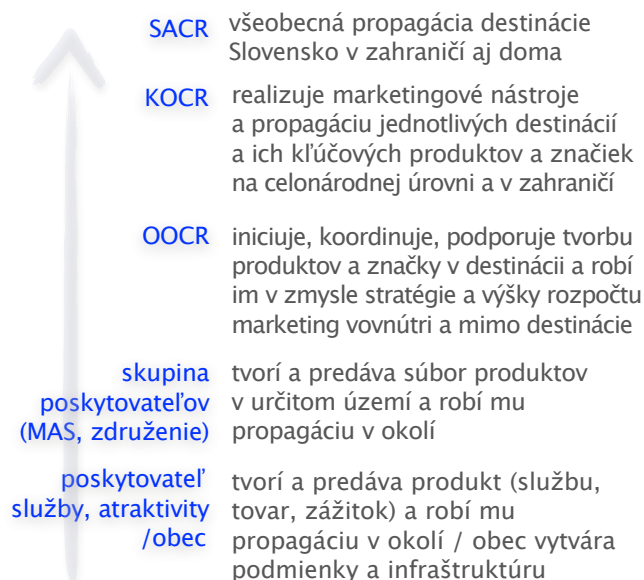 SACR všeobecná propagácia destinácie
Slovensko v zahraničí aj doma
KOCR realizuje marketingové nástroje
a propagáciu jednotlivých destinácií
a ich kľúčových produktov a značiek
na celonárodnej úrovni a v zahraničí
OOCR iniciuje, koordinuje, podporuje tvorbu
produktov a značky v destinácii a robí
im v zmysle stratégie a výšky rozpočtu
marketing vovnútri a mimo destinácie
skupina tvorí a predáva súbor produktov
poskytovateľov v určitom území a robí mu
(MAS, združenie) propagáciu v okolí
poskytovateľ tvorí a predáva produkt (službu,
služby, atraktivity tovar, zážitok) a robí mu
/obec propagáciu v okolí / obec vytvára
podmienky a infraštruktúru